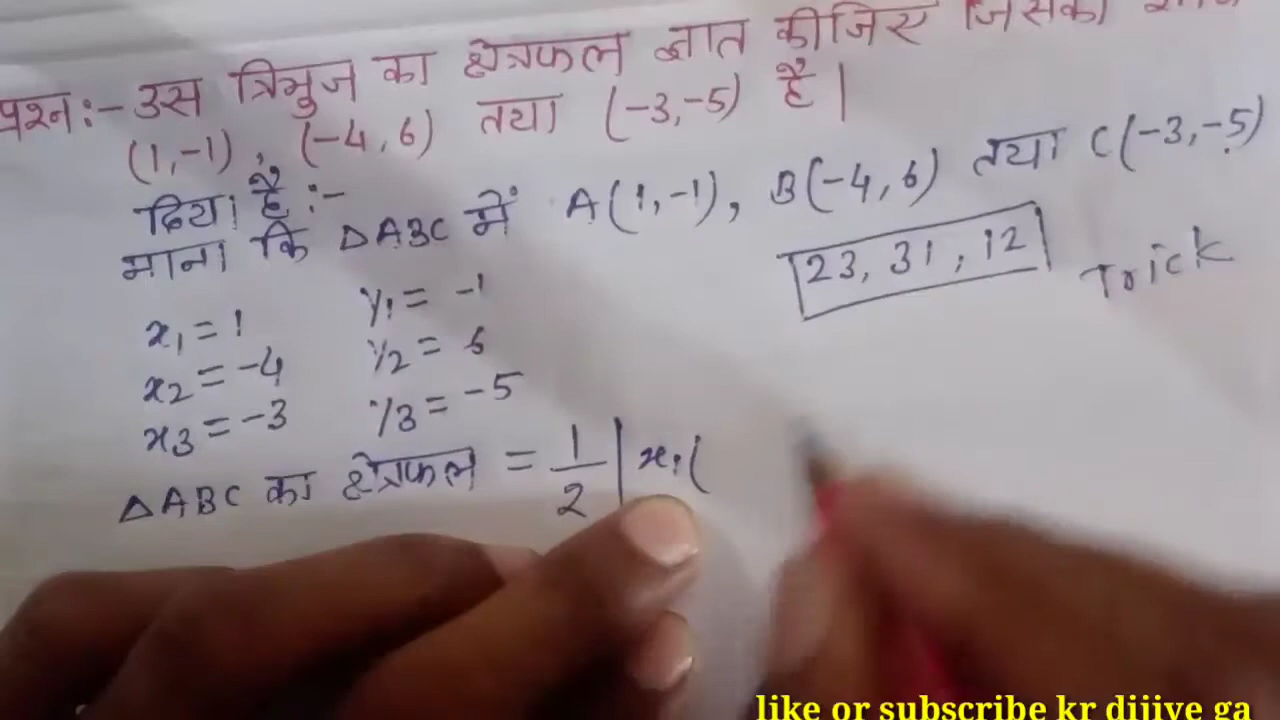 प्रश्न:- उस त्रिभुज का क्षेत्रफल ज्ञात कीजिए जिसका
(1,-1), (-4,6) तथा (-3,-5) है।
दिया है:-
माना कि △ABC में A(1,-1), B(-4,6) तथा C(-3,-5)
23, 31, 12 Trick
x₁ = 1 y₁ = -1
x₂ = -4 y₂ = 6
x₃ = -3 y₃ = -5
△ABC का क्षेत्रफल = 1/2 | x₁(
like or subscribe kr dijiye ga